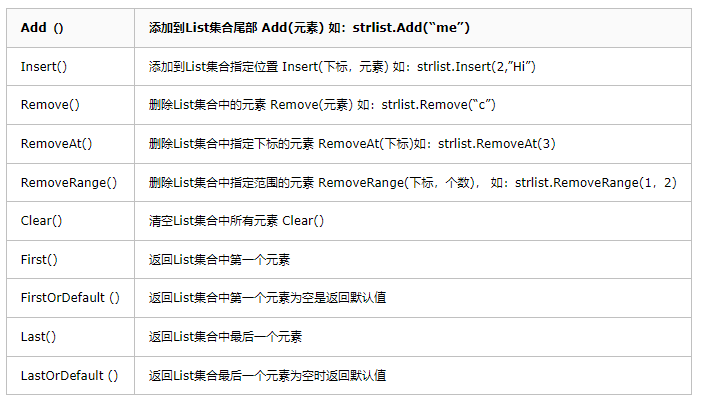 Add () 添加到List集合尾部 Add(元素) 如：strlist.Add(“me”)
Insert() 添加到List集合指定位置 Insert(下标，元素) 如：strlist.Insert(2,”Hi”)
Remove() 删除List集合中的元素 Remove(元素) 如：strlist.Remove(“c”)
RemoveAt() 删除List集合中指定下标的元素 RemoveAt(下标)如：strlist.RemoveAt(3)
RemoveRange() 删除List集合中指定范围的元素 RemoveRange(下标，个数)， 如：strlist.RemoveRange(1，2)
Clear() 清空List集合中所有元素 Clear()
First() 返回List集合中第一个元素
FirstOrDefault () 返回List集合中第一个元素为空是返回默认值
Last() 返回List集合中最后一个元素
LastOrDefault () 返回List集合最后一个元素为空时返回默认值